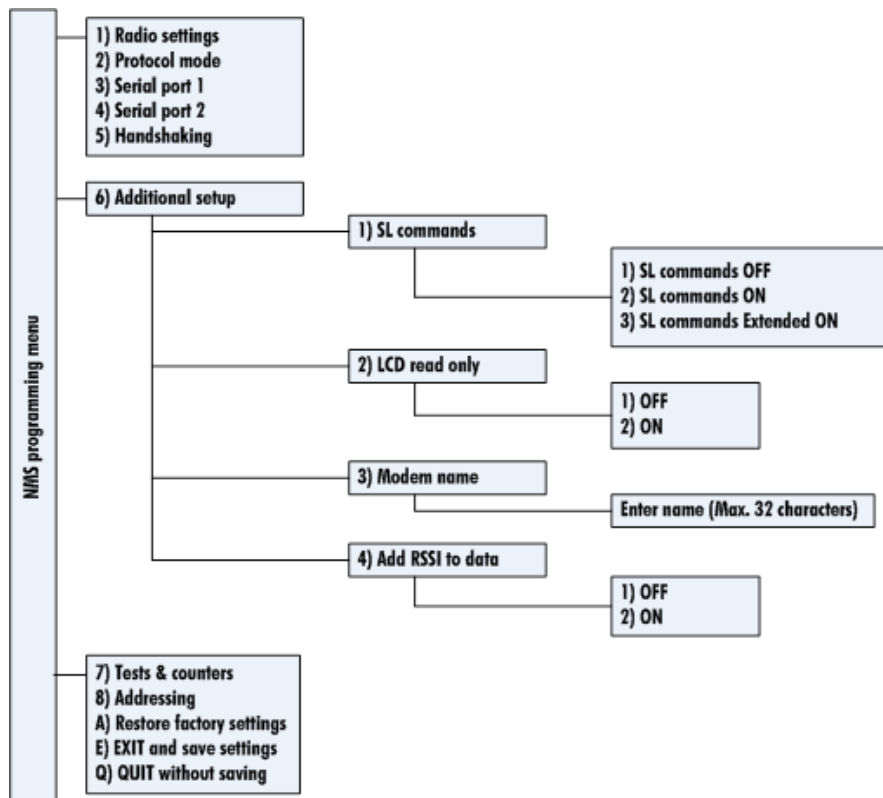 NMS programming menu
1) Radio settings
2) Protocol mode
3) Serial port 1
4) Serial port 2
5) Handshaking
6) Additional setup
1) SL commands
1) SL commands OFF
2) SL commands ON
3) SL commands Extended ON
2) LCD read only
1) OFF
2) ON
3) Modem name
Enter name (Max. 32 characters)
4) Add RSSI to data
1) OFF
2) ON
7) Tests & counters
8) Addressing
A) Restore factory settings
E) EXIT and save settings
Q) QUIT without saving